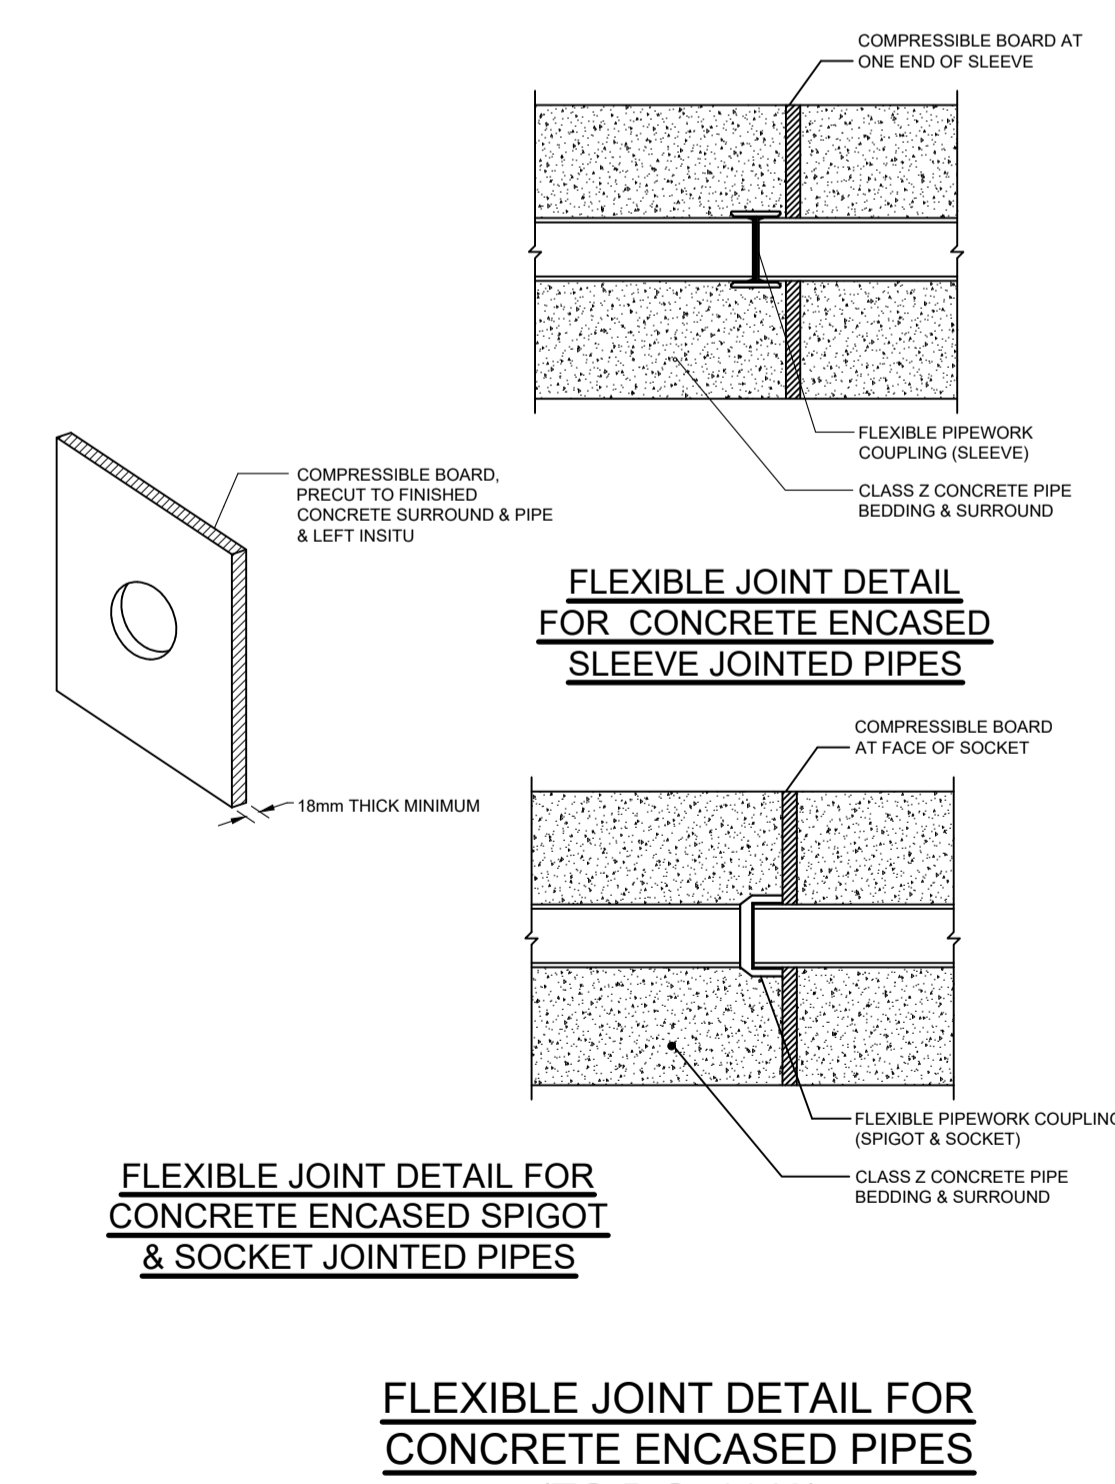 COMPRESSIBLE BOARD AT
ONE END OF SLEEVE
FLEXIBLE PIPEWORK
COUPLING (SLEEVE)
CLASS Z CONCRETE PIPE
BEDDING & SURROUND
COMPRESSIBLE BOARD,
PRECUT TO FINISHED
CONCRETE SURROUND & PIPE
& LEFT INSITU
18mm THICK MINIMUM
FLEXIBLE JOINT DETAIL
FOR CONCRETE ENCASED
SLEEVE JOINTED PIPES
COMPRESSIBLE BOARD
AT FACE OF SOCKET
FLEXIBLE PIPEWORK COUPLING
(SPIGOT & SOCKET)
CLASS Z CONCRETE PIPE
BEDDING & SURROUND
FLEXIBLE JOINT DETAIL FOR
CONCRETE ENCASED SPIGOT
& SOCKET JOINTED PIPES
FLEXIBLE JOINT DETAIL FOR
CONCRETE ENCASED PIPES